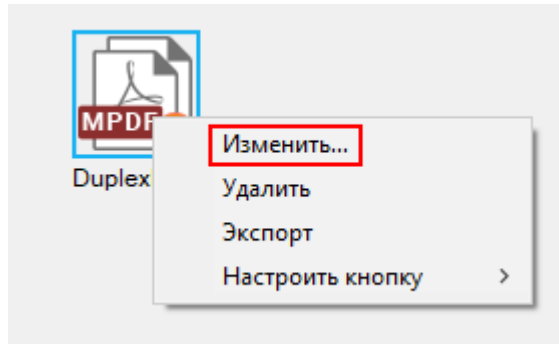 MPDF
Изменить...
Duplex
Удалить
Экспорт
Настроить кнопку